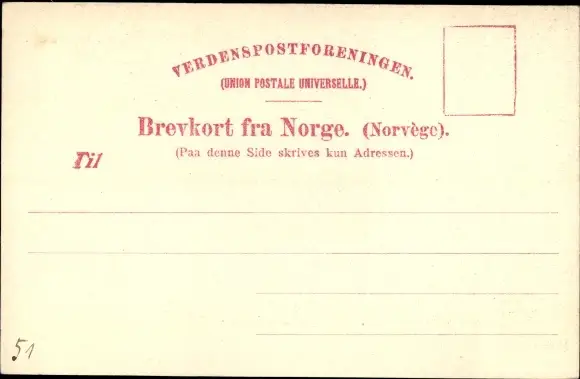 VERDENSPOSTFORENINGEN.
(UNION POSTALE UNIVERSELLE.)
Brevkort fra Norge. (Norvège).
(Paa denne Side skrives kun Adressen.)
Til
51